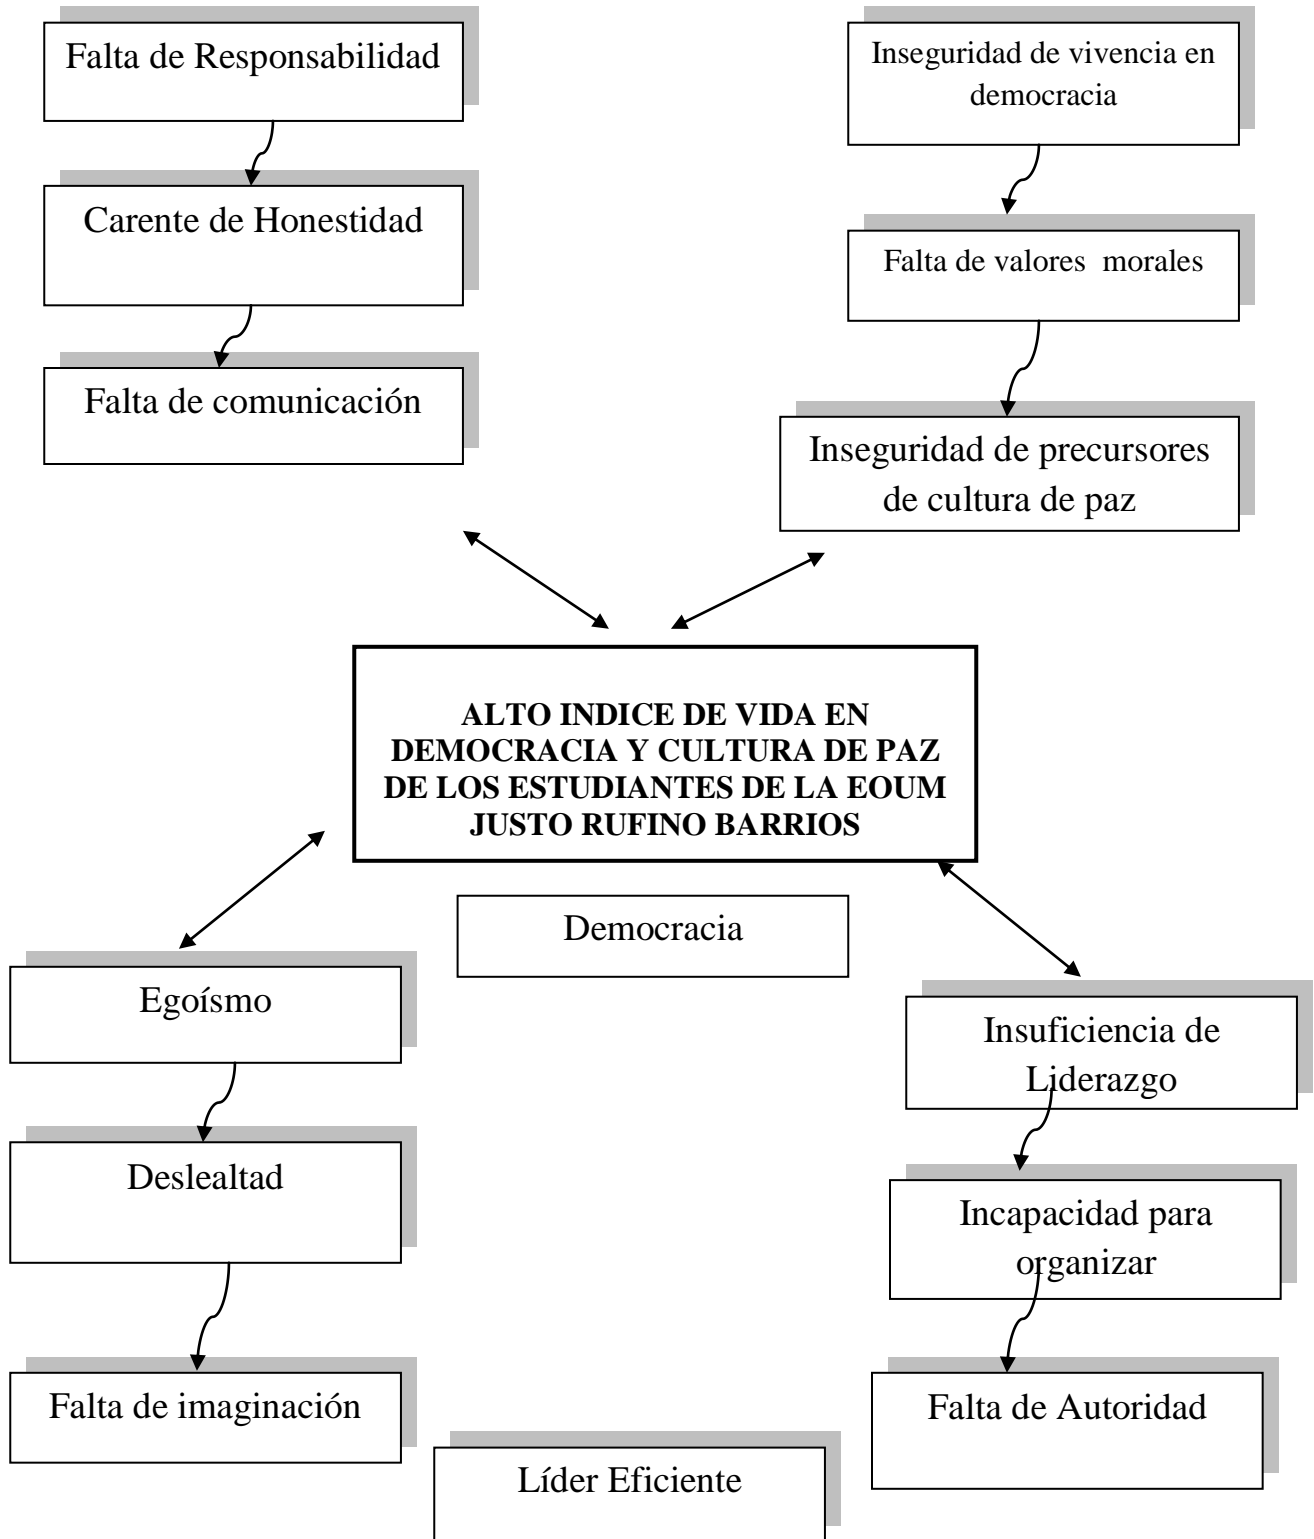 Falta de Responsabilidad
Inseguridad de vivencia en
democracia
Carente de Honestidad
Falta de valores morales
Falta de comunicación
Inseguridad de precursores
de cultura de paz
ALTO INDICE DE VIDA EN
DEMOCRACIA Y CULTURA DE PAZ
DE LOS ESTUDIANTES DE LA EOUM
JUSTO RUFINO BARRIOS
Democracia
Egoísmo
Insuficiencia de
Liderazgo
Deslealtad
Incapacidad para
organizar
Falta de imaginación
Falta de Autoridad
Líder Eficiente